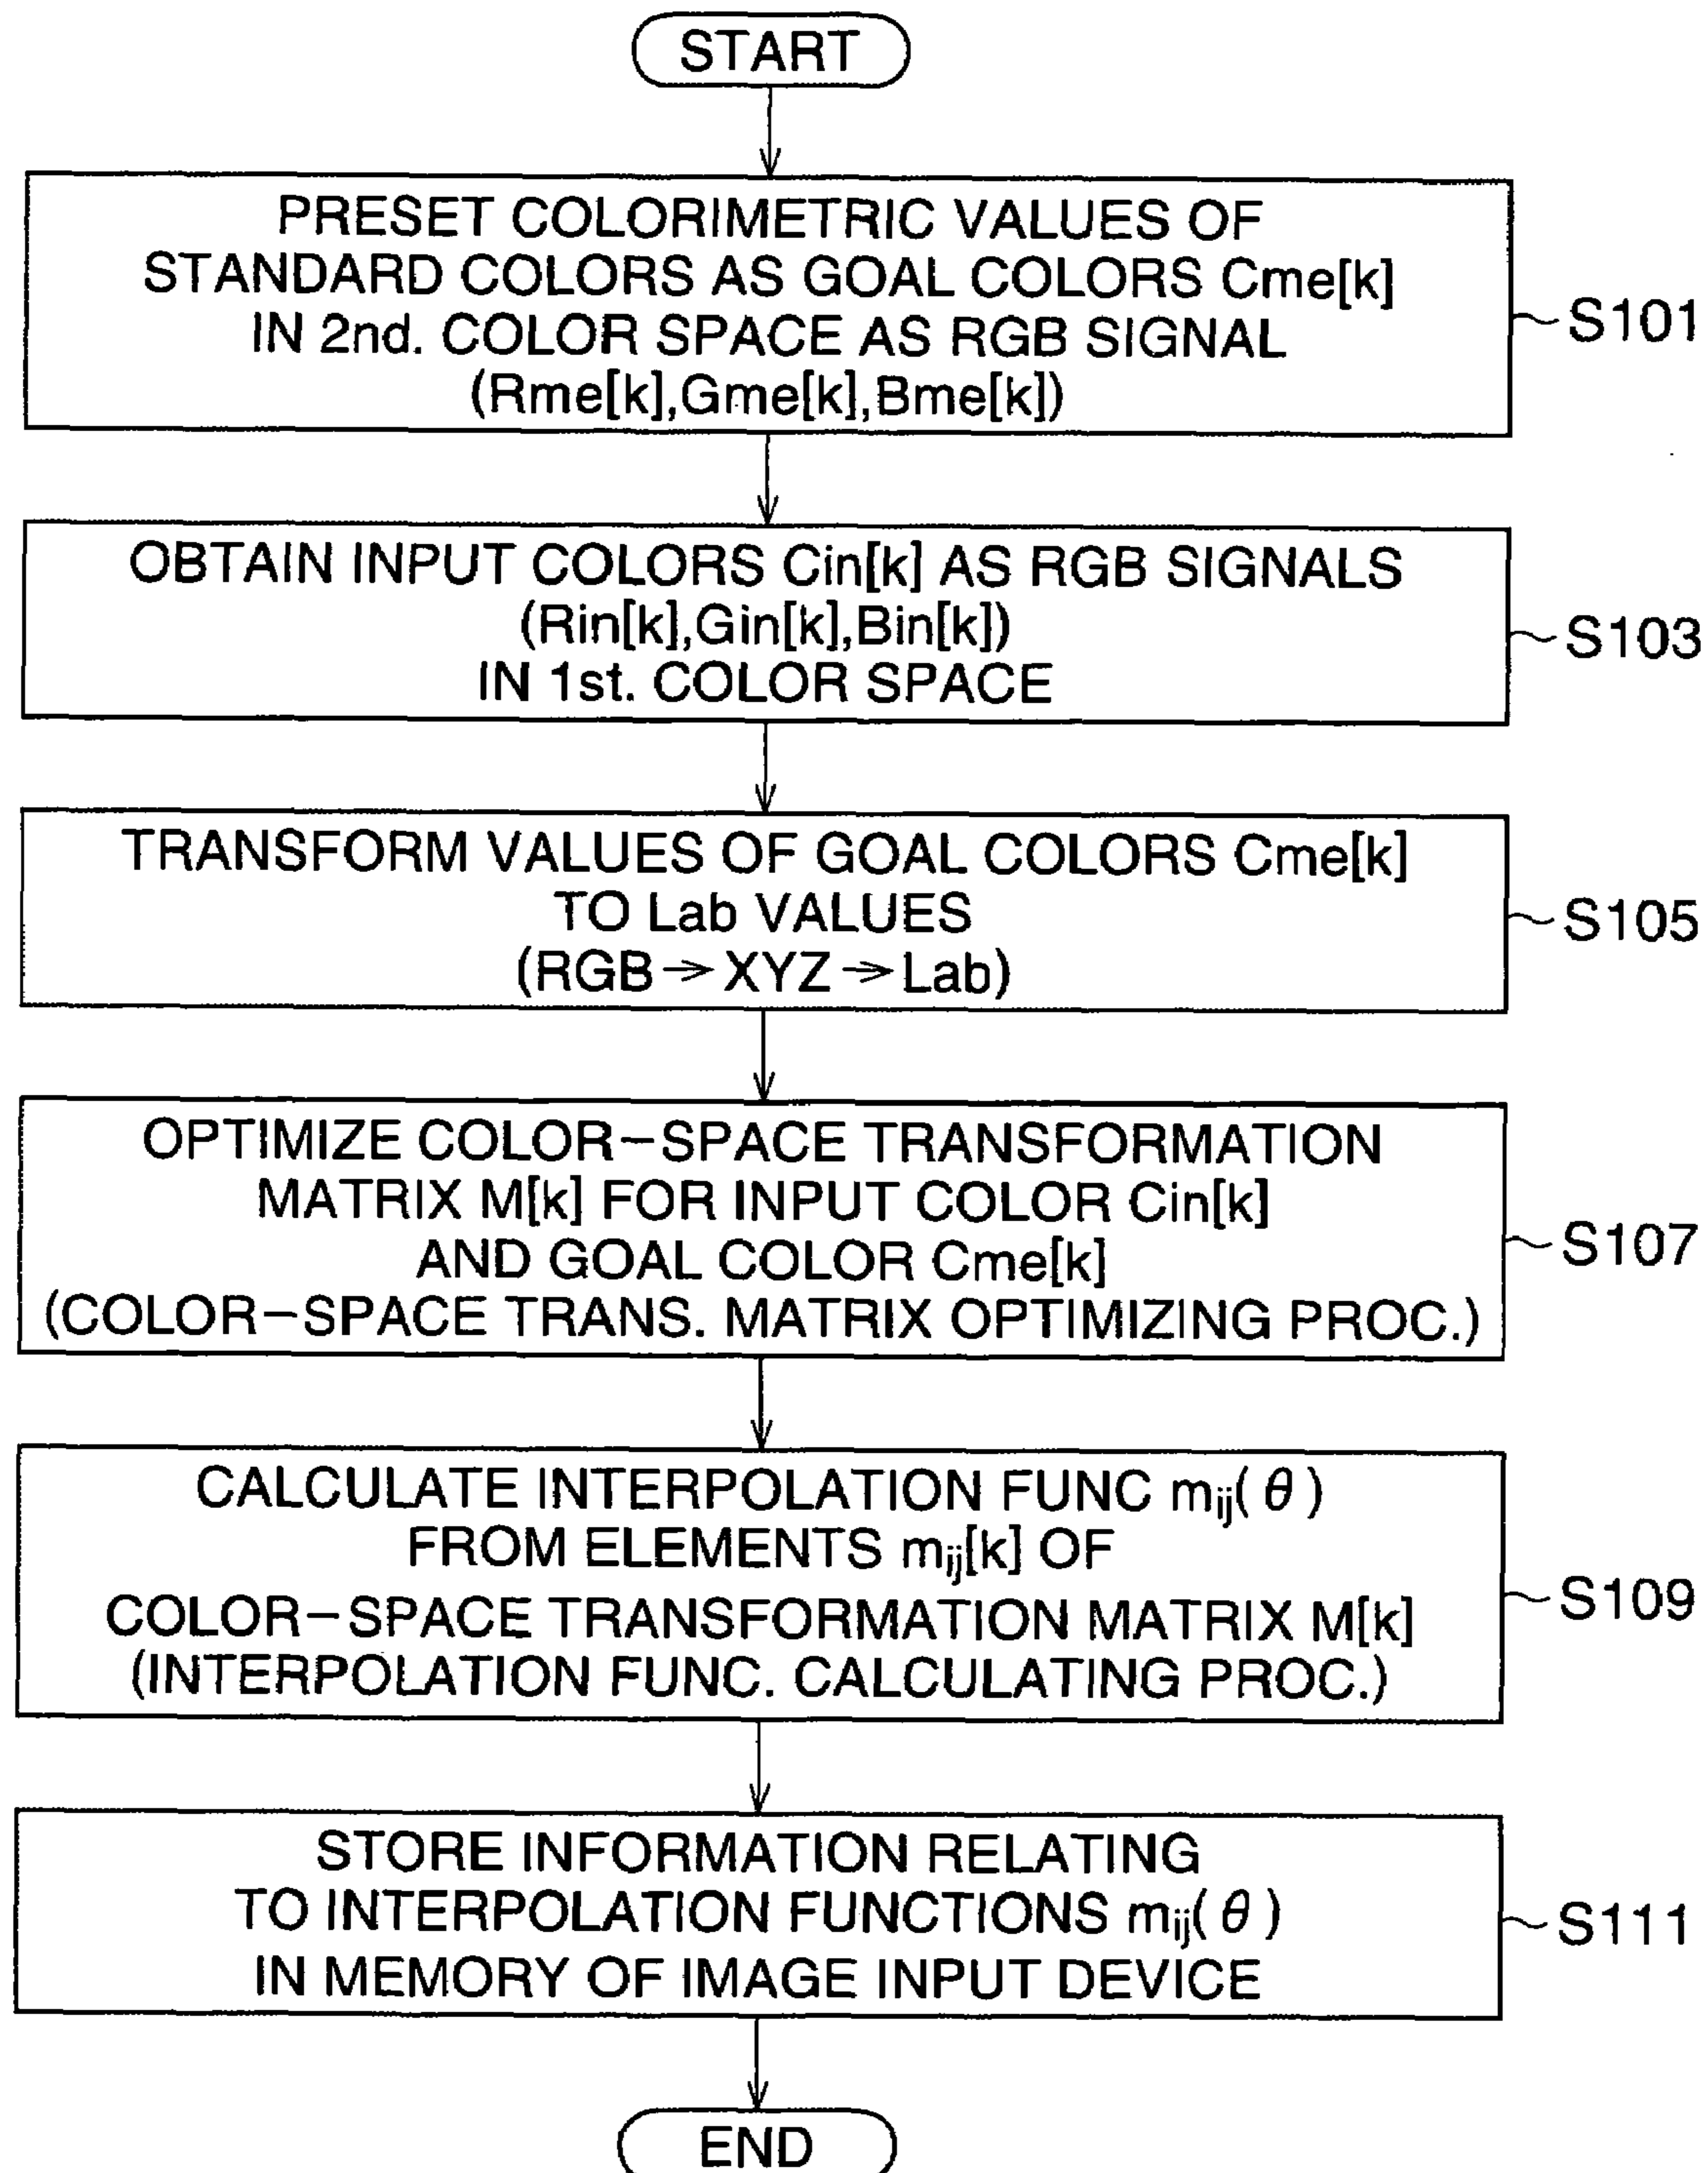 START
PRESET COLORIMETRIC VALUES OF
STANDARD COLORS AS GOAL COLORS Cme[k]
IN 2nd. COLOR SPACE AS RGB SIGNAL
(Rme[k],Gme[k],Bme[k])
S101
OBTAIN INPUT COLORS Cin[k] AS RGB SIGNALS
(Rin[k],Gin[k],Bin[k])
IN 1st. COLOR SPACE
S103
TRANSFORM VALUES OF GOAL COLORS Cme[k]
TO Lab VALUES
(RGB→XYZ→Lab)
S105
OPTIMIZE COLOR−SPACE TRANSFORMATION
MATRIX M[k] FOR INPUT COLOR Cin[k]
AND GOAL COLOR Cme[k]
(COLOR−SPACE TRANS. MATRIX OPTIMIZING PROC.)
S107
CALCULATE INTERPOLATION FUNC mij(θ)
FROM ELEMENTS mij[k] OF
COLOR−SPACE TRANSFORMATION MATRIX M[k]
(INTERPOLATION FUNC. CALCULATING PROC.)
S109
STORE INFORMATION RELATING
TO INTERPOLATION FUNCTIONS mij(θ)
IN MEMORY OF IMAGE INPUT DEVICE
S111
END